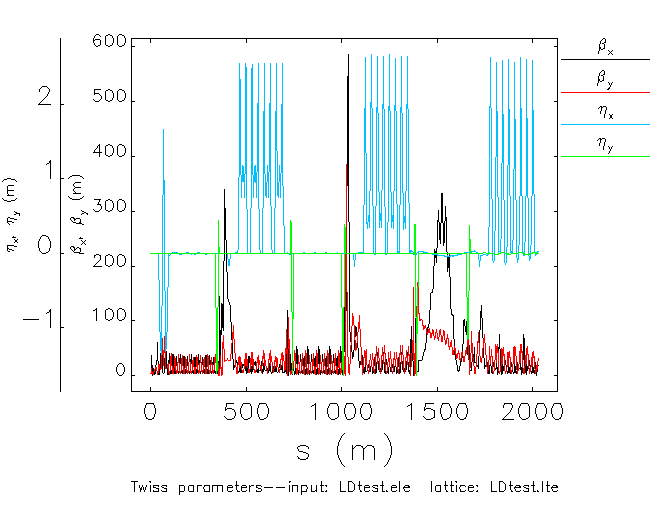 600
500
400
300
200
100
0
2
1
0
−1
ηx, ηy (m)
βx, βy (m)
βx
βy
ηx
ηy
0 500 1000 1500 2000
s (m)
Twiss parameters--input: LDtest.ele lattice: LDtest.lte